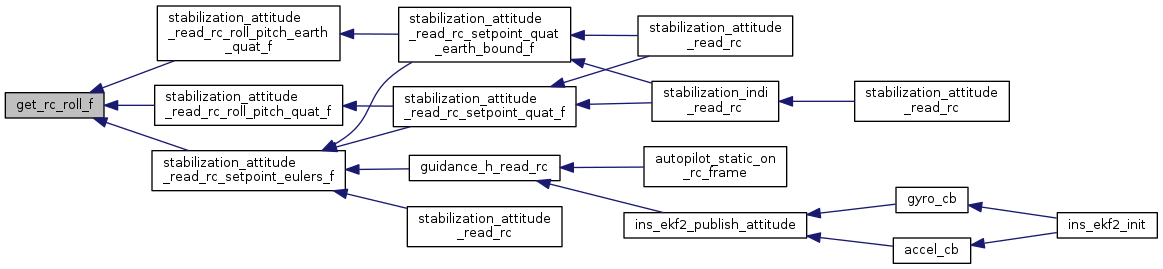 get_rc_roll_f
stabilization_attitude
_read_rc_roll_pitch_earth
_quat_f
stabilization_attitude
_read_rc_roll_pitch_quat_f
stabilization_attitude
_read_rc_setpoint_eulers_f
stabilization_attitude
_read_rc_setpoint_quat
_earth_bound_f
stabilization_attitude
_read_rc_setpoint_quat_f
guidance_h_read_rc
stabilization_attitude
_read_rc
stabilization_attitude
_read_rc
stabilization_indi
_read_rc
autopilot_static_on
_rc_frame
ins_ekf2_publish_attitude
stabilization_attitude
_read_rc
gyro_cb
accel_cb
ins_ekf2_init